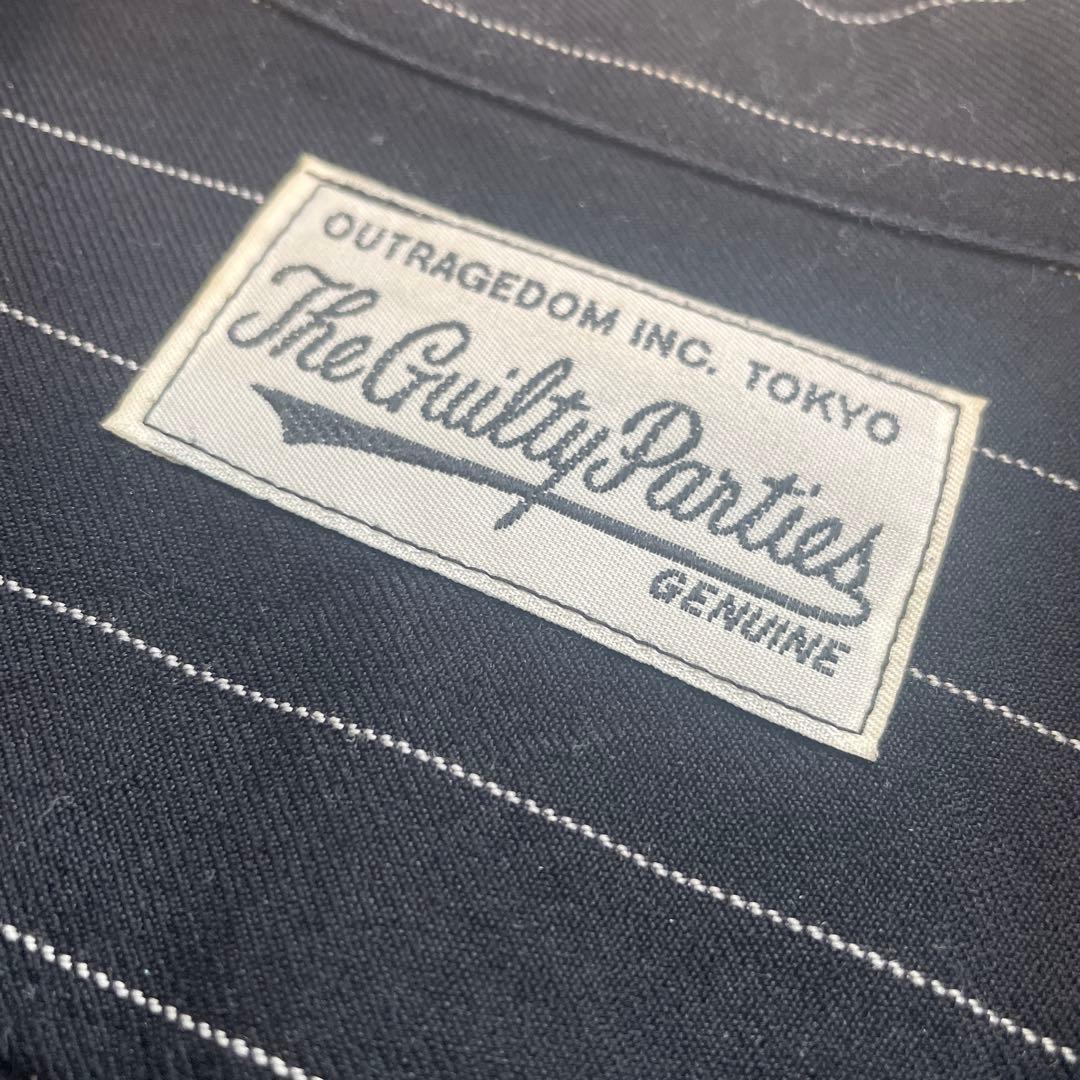 OUTRAGEDOM INC. TOKYO
The Guilty Parties
GENUINE